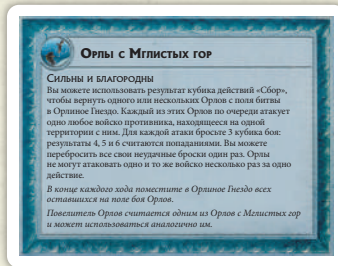 Орлы с Мглистых гор
Сильны и благородны
Вы можете использовать результат кубика действий «Сбор»,
чтобы вернуть одного или нескольких Орлов с поля битвы
в Орлиное Гнездо. Каждый из этих Орлов по очереди атакует
одно любое войско противника, находящееся на одной
территории с ним. Для каждой атаки бросьте 3 кубика боя:
результаты 4, 5 и 6 считаются попаданиями. Вы можете
перебросить все свои неудачные броски один раз. Орлы
не могут атаковать одно и то же войско несколько раз за одно
действие.
В конце каждого хода поместите в Орлиное Гнездо всех
оставшихся на поле боя Орлов.
Повелитель Орлов считается одним из Орлов с Мглистых гор
и может использоваться аналогично им.